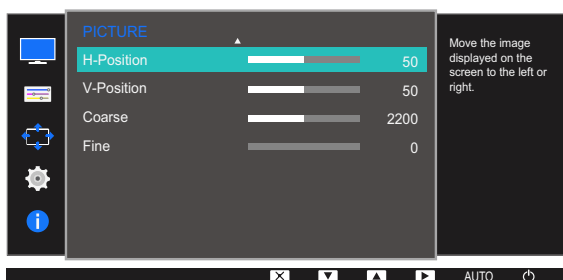 PICTURE
H-Position 50
V-Position 50
Coarse 2200
Fine 0
Move the image
displayed on the
screen to the left or
right.
AUTO